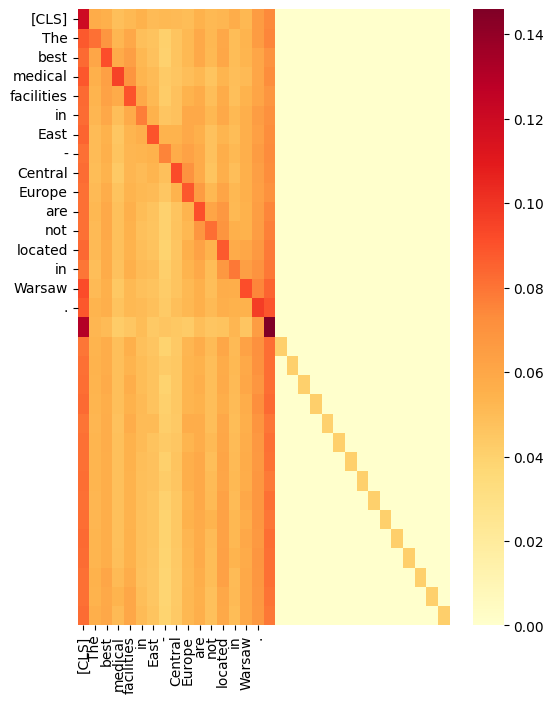 [CLS]
The
best
medical
facilities
in
East
-
Central
Europe
are
not
located
in
Warsaw
.
[CLS]
The
best
medical
facilities
in
East
-
Central
Europe
are
not
located
in
Warsaw
.
0.14
0.12
0.10
0.08
0.06
0.04
0.02
0.00